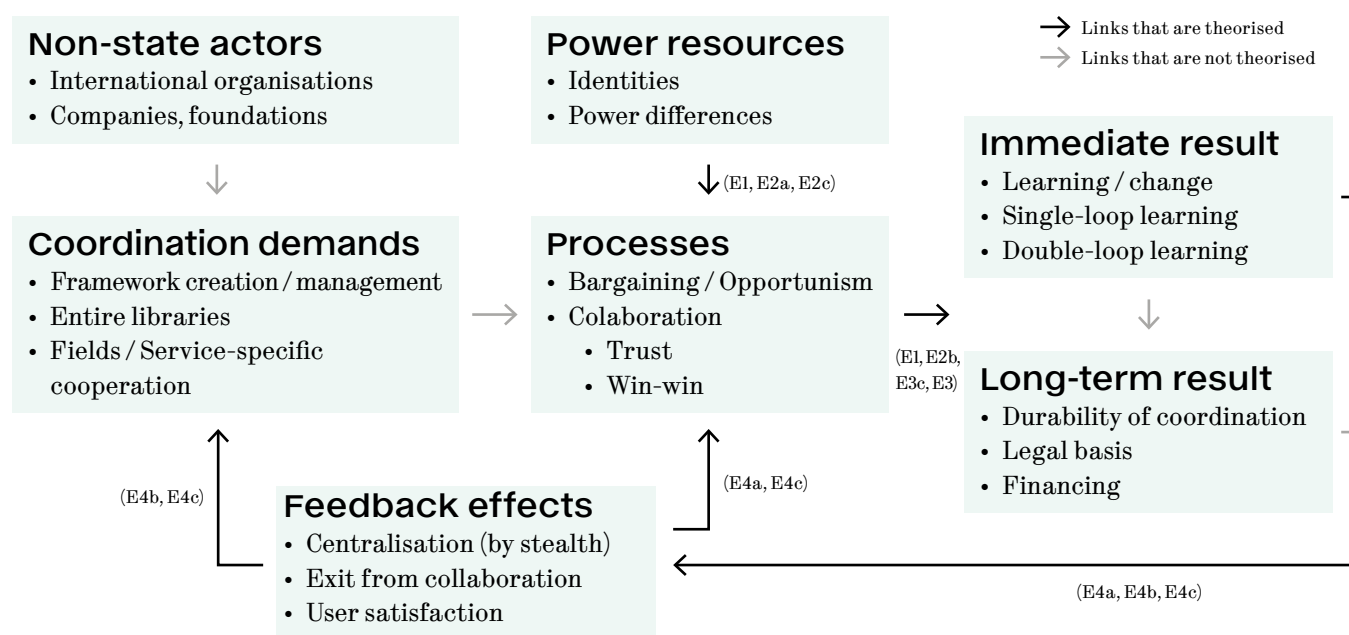 Non-state actors
• International organisations
• Companies, foundations
Power resources
• Identities
• Power differences
Links that are theorised
Links that are not theorised
(E1, E2a, E2c)
Coordination demands
• Framework creation / management
• Entire libraries
• Fields / Service-specific
cooperation
Processes
• Bargaining / Opportunism
• Colaboration
• Trust
• Win-win
(E1, E2b,
E3c, E3)
Immediate result
• Learning / change
• Single-loop learning
• Double-loop learning
Long-term result
• Durability of coordination
• Legal basis
• Financing
(E4b, E4c)
(E4a, E4c)
Feedback effects
• Centralisation (by stealth)
• Exit from collaboration
• User satisfaction
(E4a, E4b, E4c)